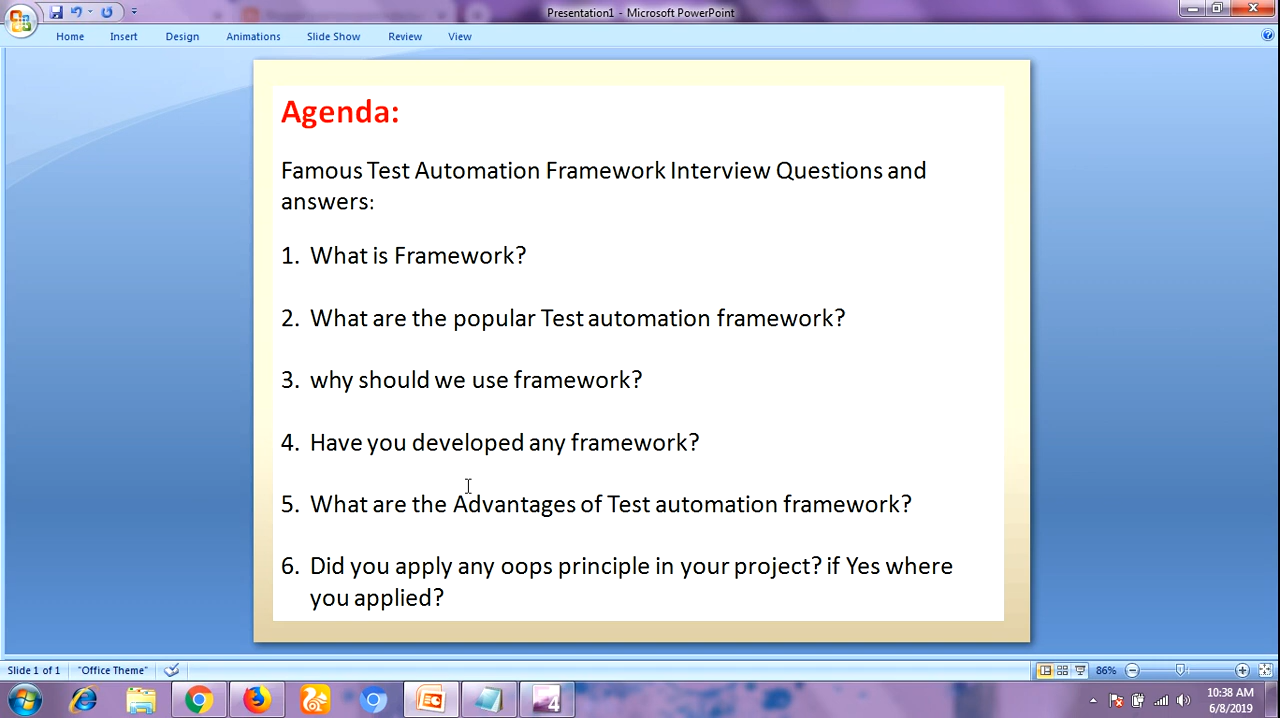 Presentation1 - Microsoft PowerPoint
Home Insert Design Animations Slide Show Review View
Agenda:
Famous Test Automation Framework Interview Questions and
answers:
1. What is Framework?
2. What are the popular Test automation framework?
3. why should we use framework?
4. Have you developed any framework?
5. What are the Advantages of Test automation framework?
6. Did you apply any oops principle in your project? if Yes where
you applied?
Slide 1 of 1 "Office Theme" 86%
10:38 AM
6/8/2019